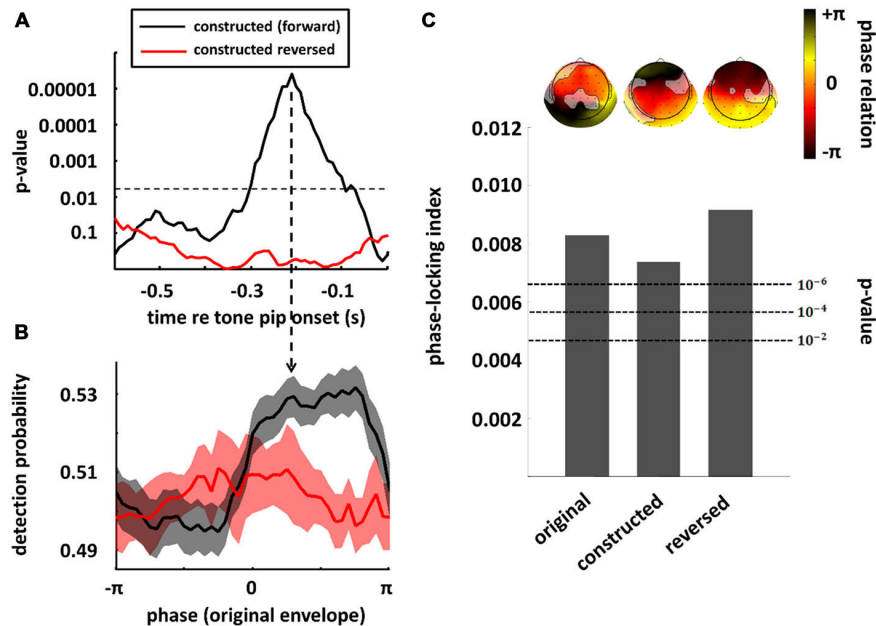 A
constructed (forward)
constructed reversed
0.00001
0.0001
0.001
0.01
0.1
p-value
-0.5
-0.3
-0.1
time re tone pip onset (s)
B
0.53
0.51
0.49
detection probability
-π
0
π
phase (original envelope)
C
+π
0
-π
phase relation
0.012
0.010
0.008
0.006
0.004
0.002
phase-locking index
10⁻⁶
10⁻⁴
10⁻²
p-value
original
constructed
reversed